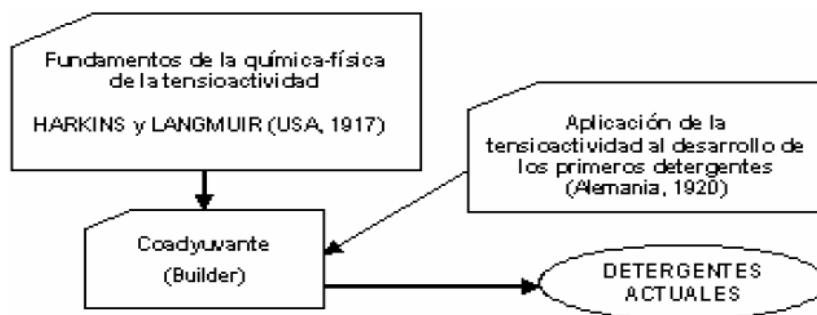 Fundamentos de la química-física
de la tensioactividad
HARKINS y LANGMUIR (USA, 1917)
Aplicación de la
tensioactividad al desarrollo de
los primeros detergentes
(Alemania, 1920)
Coadyuvante
(Builder)
DETERGENTES
ACTUALES